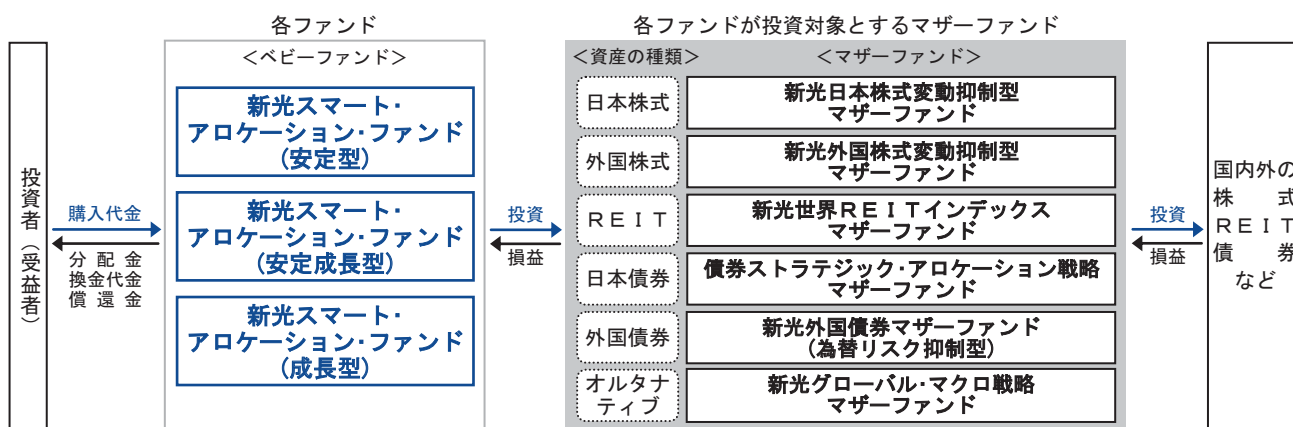 各ファンド
各ファンドが投資対象とするマザーファンド
投資者（受益者）
購入代金
分配金
換金代金
償還金
＜ベビーファンド＞
新光スマート・
アロケーション・ファンド
(安定型)
新光スマート・
アロケーション・ファンド
(安定成長型)
新光スマート・
アロケーション・ファンド
(成長型)
投資
損益
＜資産の種類＞
＜マザーファンド＞
日本株式
新光日本株式変動抑制型
マザーファンド
外国株式
新光外国株式変動抑制型
マザーファンド
ＲＥＩＴ
新光世界ＲＥＩＴインデックス
マザーファンド
日本債券
債券ストラテジック・アロケーション戦略
マザーファンド
外国債券
新光外国債券マザーファンド
(為替リスク抑制型)
オルタナ
ティブ
新光グローバル・マクロ戦略
マザーファンド
投資
損益
国内外の
株式
ＲＥＩＴ
債券
など